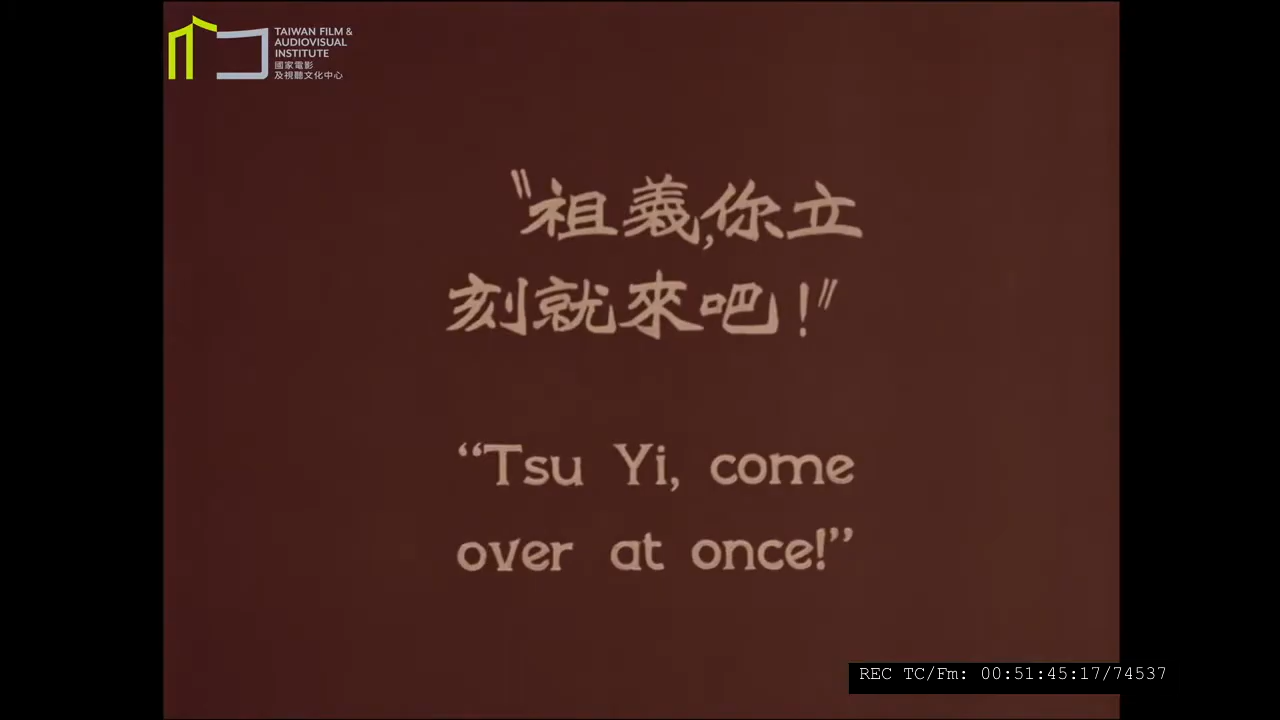 TAIWAN FILM &
AUDIOVISUAL
INSTITUTE
國家電影
及視聽文化中心
〝祖義,你立
刻就來吧!〞
“Tsu Yi, come
over at once!”
REC TC/Fm: 00:51:45:17/74537